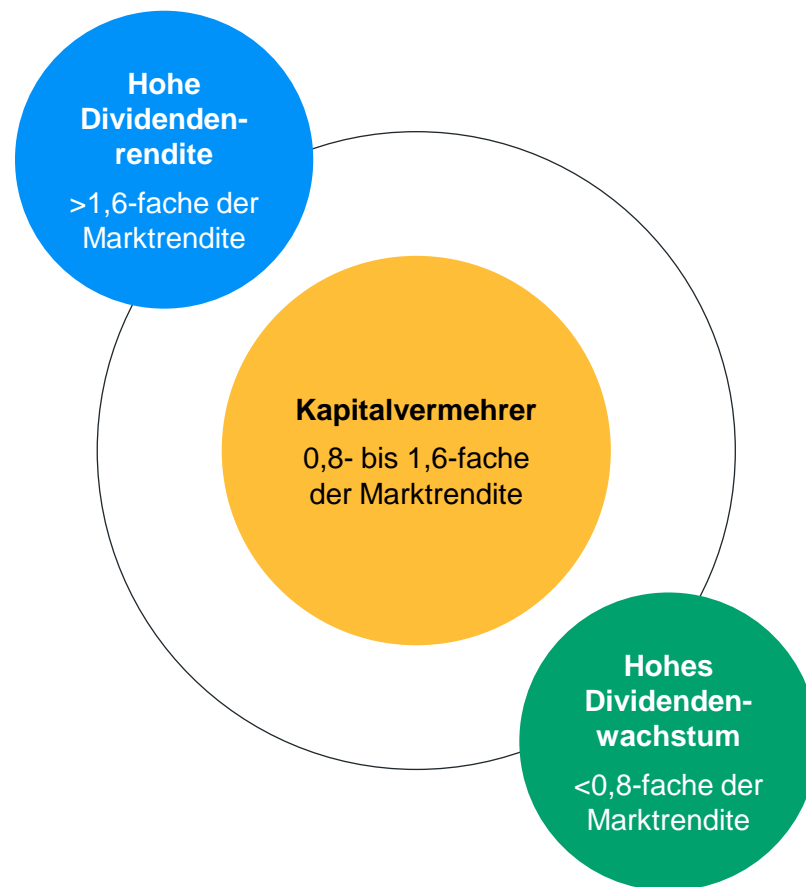 Hohe
Dividenden-
rendite
>1,6-fache der
Marktrendite
Kapitalvermehrer
0,8- bis 1,6-fache
der Marktrendite
Hohes
Dividenden-
wachstum
<0,8-fache der
Marktrendite